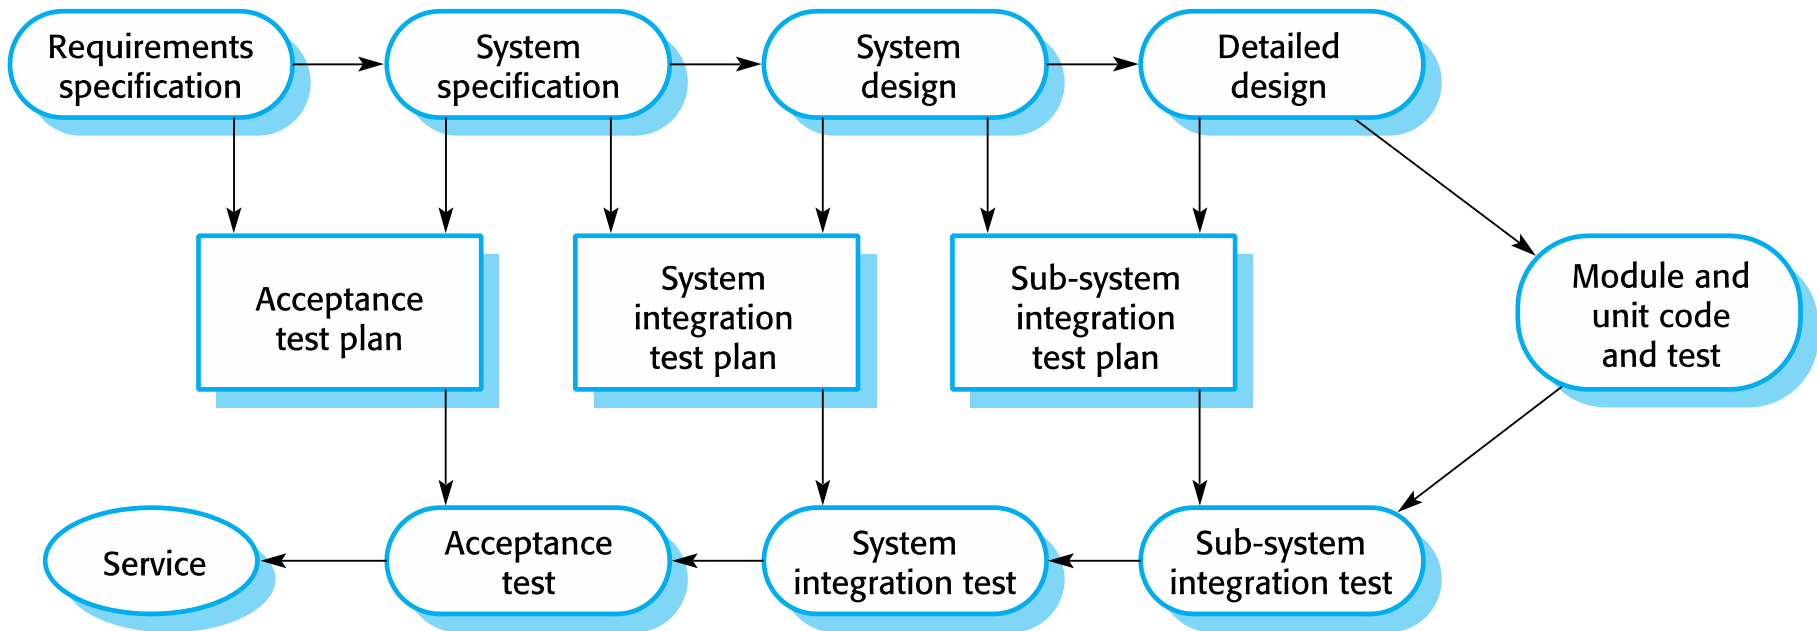 Requirements
specification
System
specification
System
design
Detailed
design
Acceptance
test plan
System
integration
test plan
Sub-system
integration
test plan
Module and
unit code
and test
Service
Acceptance
test
System
integration test
Sub-system
integration test